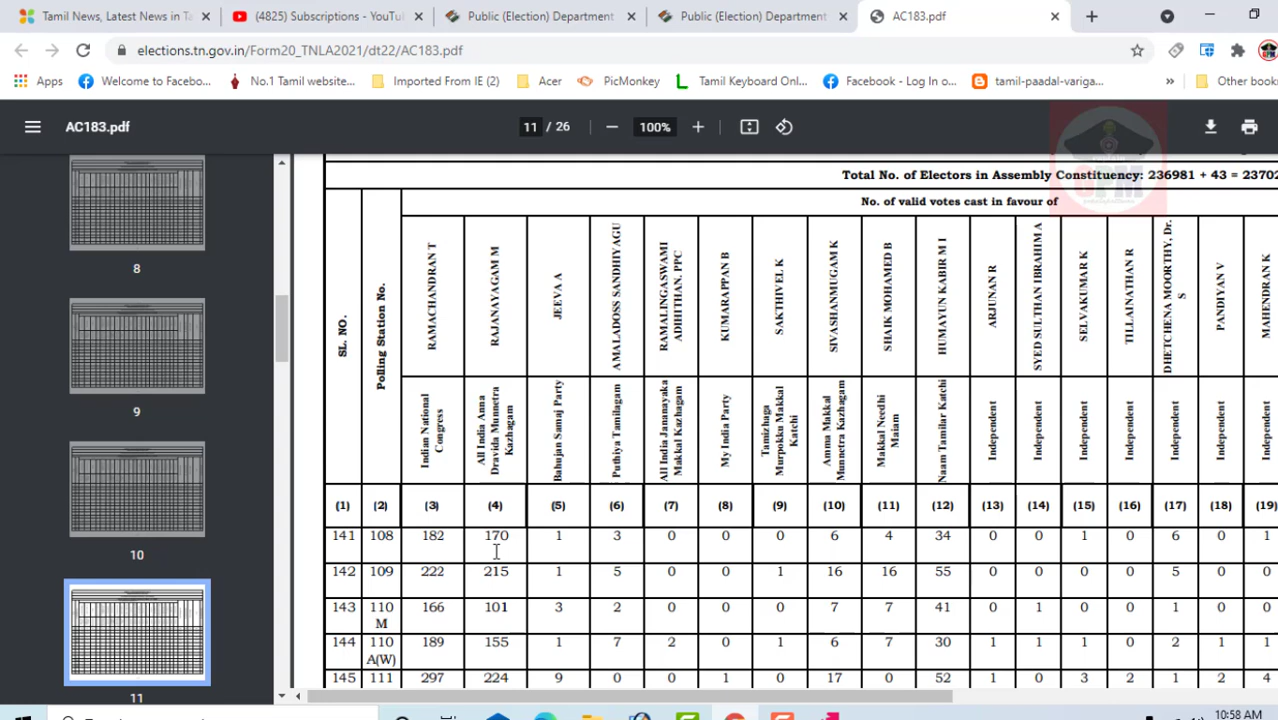 Tamil News, Latest News in Ta
(4825) Subscriptions - YouTu
Public (Election) Department
Public (Election) Department
AC183.pdf
elections.tn.gov.in/Form20_TNLA2021/dt22/AC183.pdf
Apps
Welcome to Facebo...
No.1 Tamil website...
Imported From IE (2)
Acer
PicMonkey
Tamil Keyboard Onl...
Facebook - Log In o...
tamil-paadal-variga...
»
Other book
AC183.pdf
11 / 26
100%
8
9
10
11
Total No. of Electors in Assembly Constituency: 236981 + 43 = 23702
No. of valid votes cast in favour of
SL. NO.
Polling Station No.
RAMACHANDRAN T
RAJANAYAGAM M
JEEVA A
AMALADOSS SANDHIYAGU
RAMALINGASWAMI
ADHITHAN. PPC
KUMARAPPAN B
SAKTHIVEL K
SIVASHANMUGAM K
SHAIK MOHAMED B
HUMAYUN KABIR M I
ARJUNAN R
SYED SULTHAN IBRAHIM A
SELVAKUMAR K
TILLAINATHAN R
DHETCHENA MOORTHY, Dr.
S
PANDIYAN V
MAHENDRAN K
Indian National
Congress
All India Anna
Dravida Munnetra
Kazhagam
Bahujan Samaj Party
Puthiya Tamilagam
All India Jananayaka
Makkal Kazhagam
My India Party
Tamizhaga
Murpokku Makkal
Katchi
Amma Makkal
Munnetra Kazhagam
Makkal Needhi
Maiam
Naam Tamilar Katchi
Independent
Independent
Independent
Independent
Independent
Independent
Independent
(1) (2) (3) (4) (5) (6) (7) (8) (9) (10) (11) (12) (13) (14) (15) (16) (17) (18) (19)
141 108 182 170 1 3 0 0 0 6 4 34 0 0 1 0 6 0 1
142 109 222 215 1 5 0 0 1 16 16 55 0 0 0 0 5 0 0
143 110 166 101 3 2 0 0 0 7 7 41 0 1 0 0 1 0 0
M
144 110 189 155 1 7 2 0 1 6 7 30 1 1 1 0 2 1 1
A(W)
145 111 297 224 9 0 0 1 0 17 0 52 1 0 3 2 1 2 4
10:58 AM